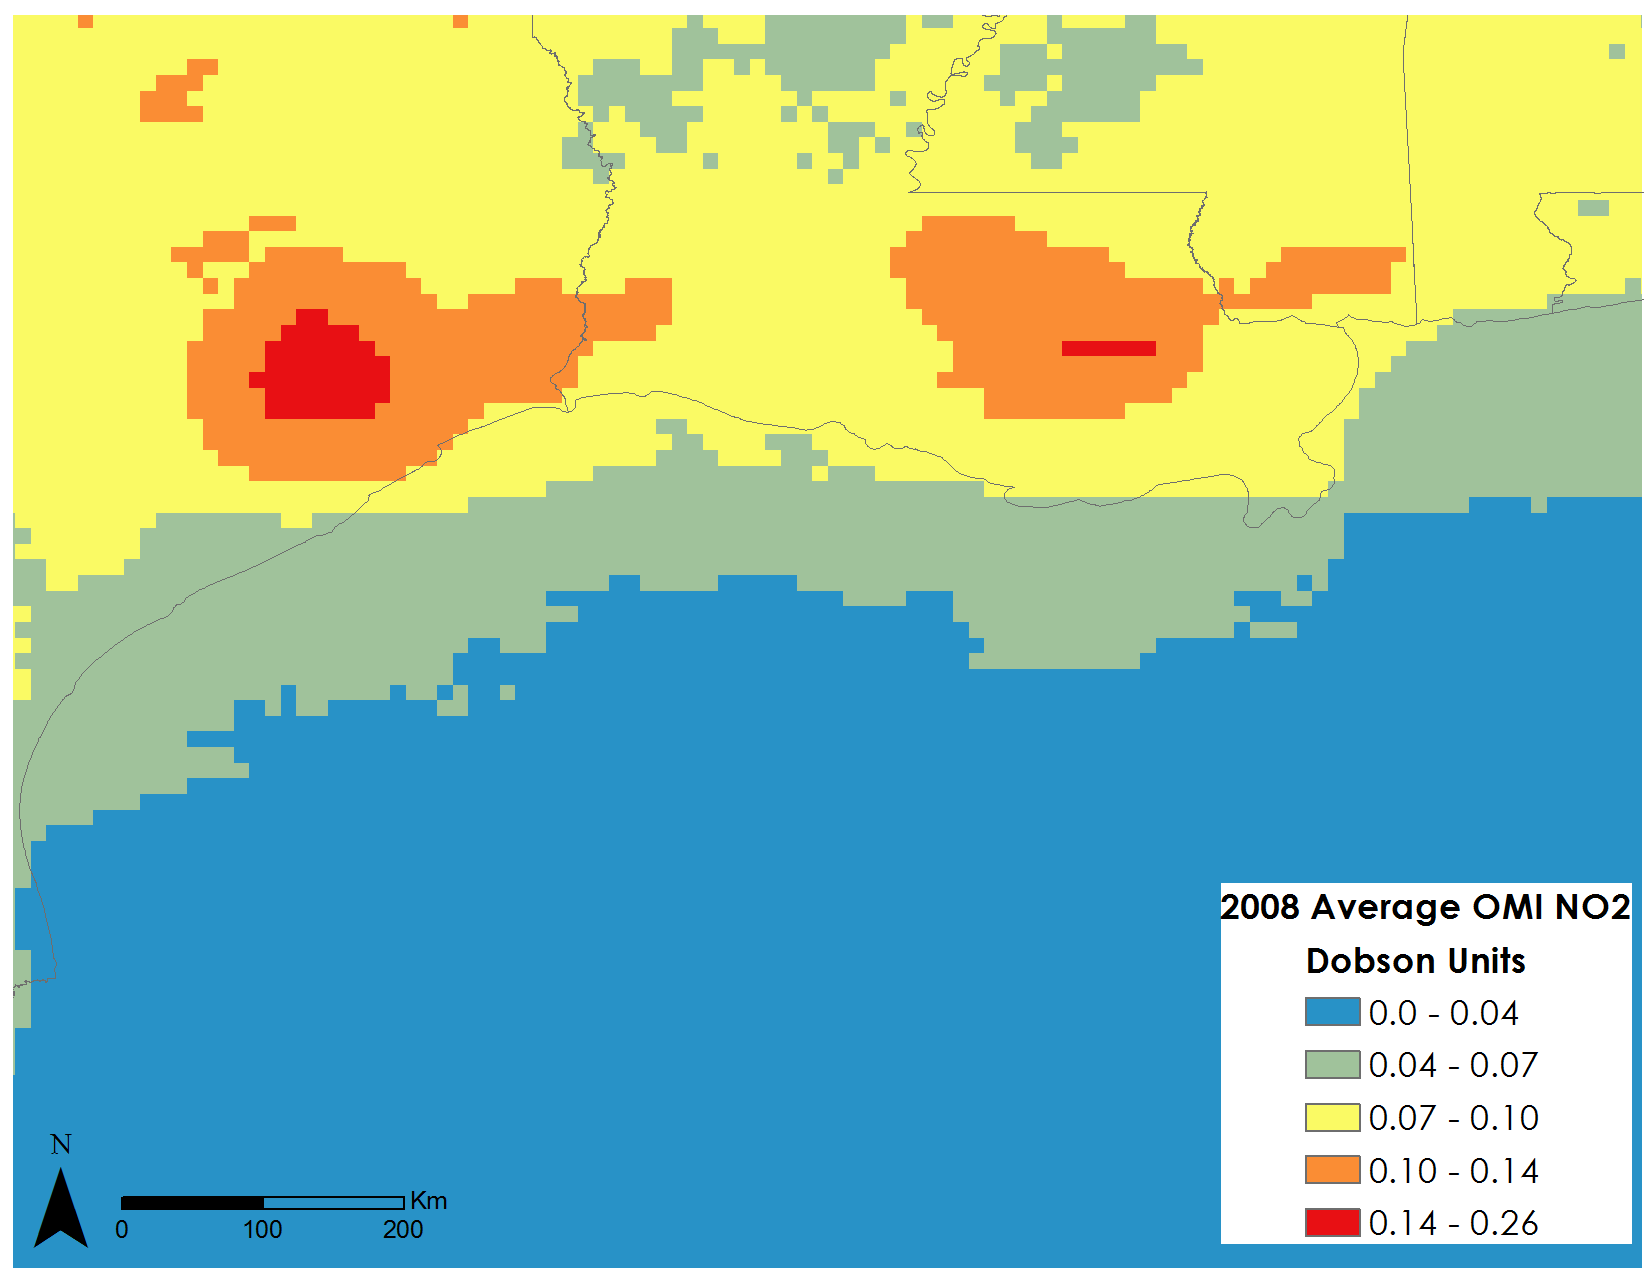 2008 Average OMI NO2
Dobson Units
0.0 - 0.04
0.04 - 0.07
0.07 - 0.10
0.10 - 0.14
0.14 - 0.26
N
Km
0 100 200